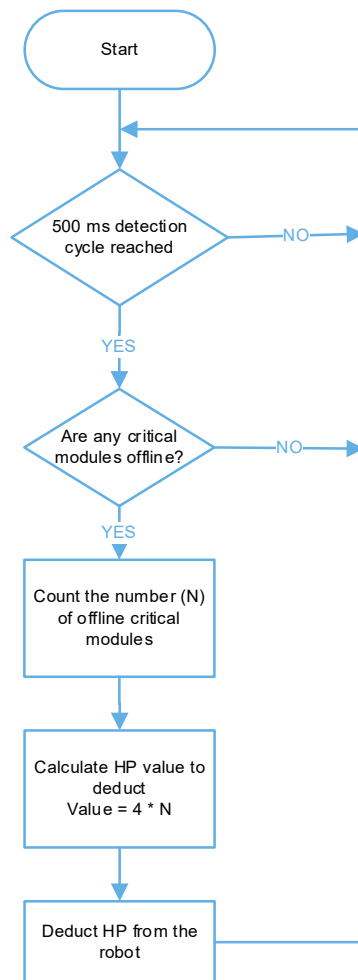 Start
500 ms detection
cycle reached
NO
YES
Are any critical
modules offline?
NO
YES
Count the number (N)
of offline critical
modules
Calculate HP value to
deduct
Value = 4 * N
Deduct HP from the
robot